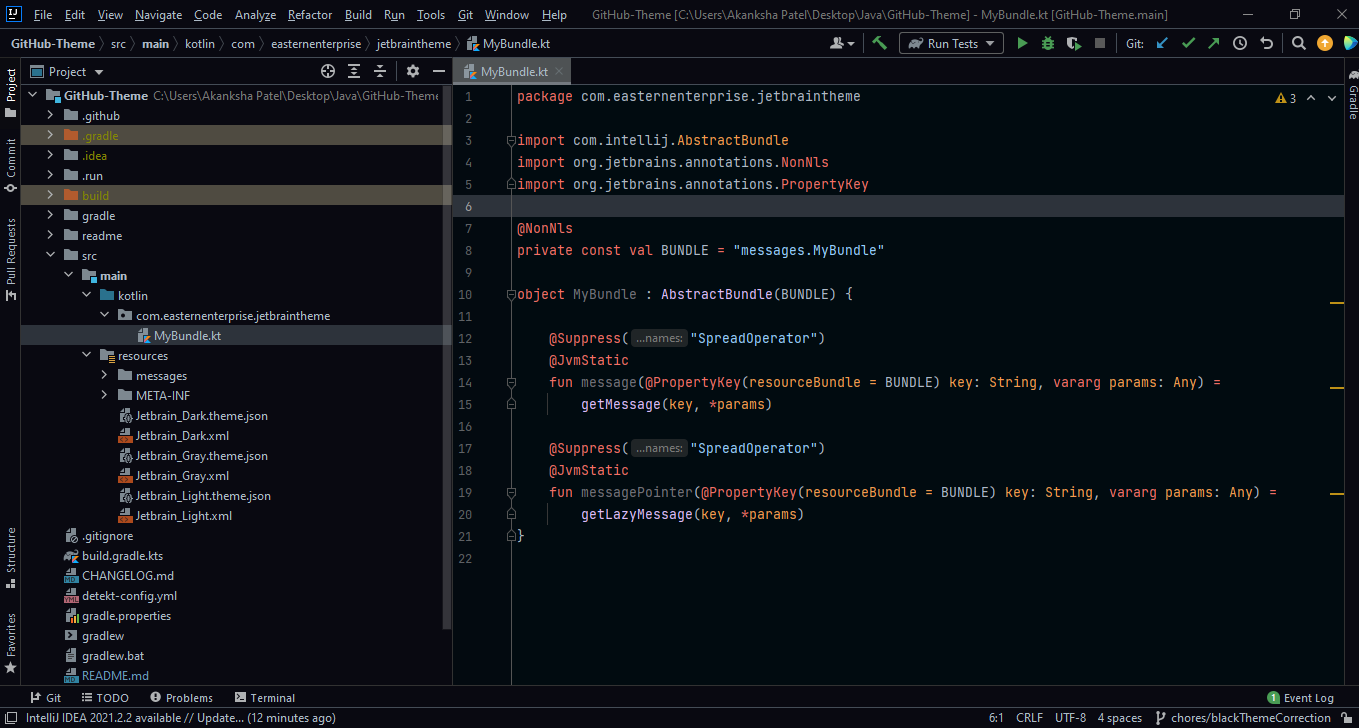 File Edit View Navigate Code Analyze Refactor Build Run Tools Git Window Help GitHub-Theme [C:\Users\Akanksha Patel\Desktop\Java\GitHub-Theme] - MyBundle.kt [GitHub-Theme.main]
GitHub-Theme src main kotlin com easternenterprise jetbraintheme MyBundle.kt Run Tests Git:
Project
Commit
Pull Requests
Structure
Favorites
Project
GitHub-Theme C:\Users\Akanksha Patel\Desktop\Java\GitHub-Theme
.github
.gradle
.idea
.run
build
gradle
readme
src
main
kotlin
com.easternenterprise.jetbraintheme
MyBundle.kt
resources
messages
META-INF
Jetbrain_Dark.theme.json
Jetbrain_Dark.xml
Jetbrain_Gray.theme.json
Jetbrain_Gray.xml
Jetbrain_Light.theme.json
Jetbrain_Light.xml
.gitignore
build.gradle.kts
CHANGELOG.md
detekt-config.yml
gradle.properties
gradlew
gradlew.bat
README.md
MyBundle.kt
1 package com.easternenterprise.jetbraintheme
2
3 import com.intellij.AbstractBundle
4 import org.jetbrains.annotations.NonNls
5 import org.jetbrains.annotations.PropertyKey
6
7 @NonNls
8 private const val BUNDLE = "messages.MyBundle"
9
10 object MyBundle : AbstractBundle(BUNDLE) {
11
12 @Suppress( ...names: "SpreadOperator")
13 @JvmStatic
14 fun message(@PropertyKey(resourceBundle = BUNDLE) key: String, vararg params: Any) =
15 getMessage(key, *params)
16
17 @Suppress( ...names: "SpreadOperator")
18 @JvmStatic
19 fun messagePointer(@PropertyKey(resourceBundle = BUNDLE) key: String, vararg params: Any) =
20 getLazyMessage(key, *params)
21 }
22
3
Gradle
Git TODO Problems Terminal 1 Event Log
IntelliJ IDEA 2021.2.2 available // Update... (12 minutes ago) 6:1 CRLF UTF-8 4 spaces chores/blackThemeCorrection